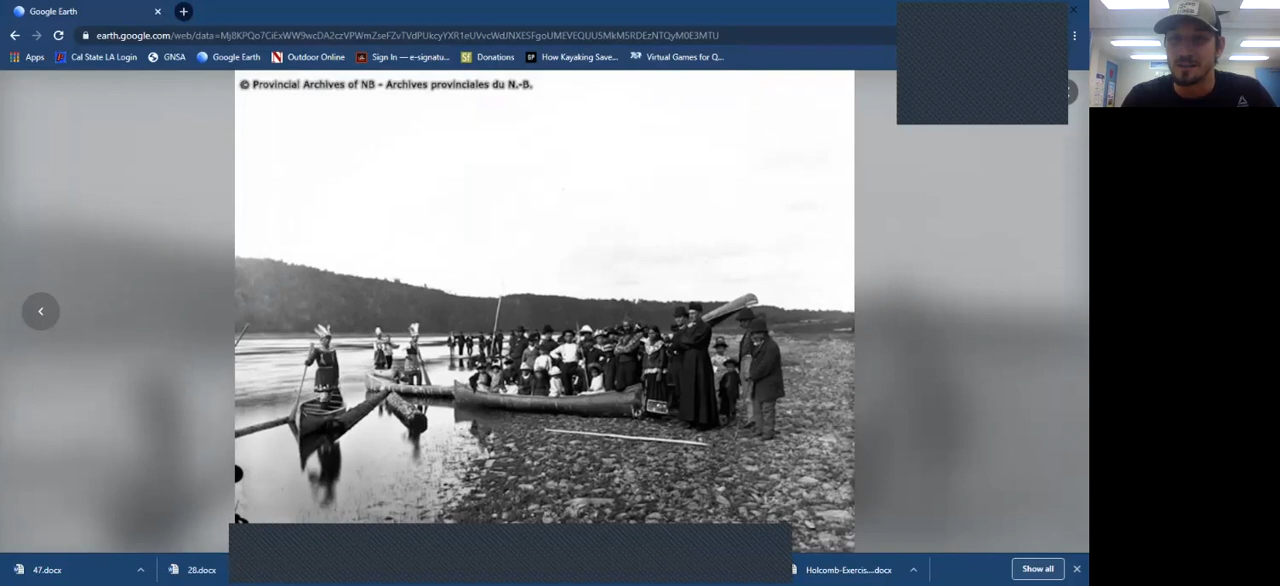 Google Earth
earth.google.com/web/data=Mj8KPQo7CiExWW9wcDA2czVPWmZseFZvTVdPUkcyYXR1eUVvcWdJNXESFgoUMEVEQUU5MkM5RDEzNTQyM0E3MTU
Apps Cal State LA Login GNSA Google Earth Outdoor Online Sign In — e-signatu... Donations How Kayaking Save... Virtual Games for Q...
© Provincial Archives of NB - Archives provinciales du N.-B.
47.docx 28.docx Holcomb-Exercis....docx Show all